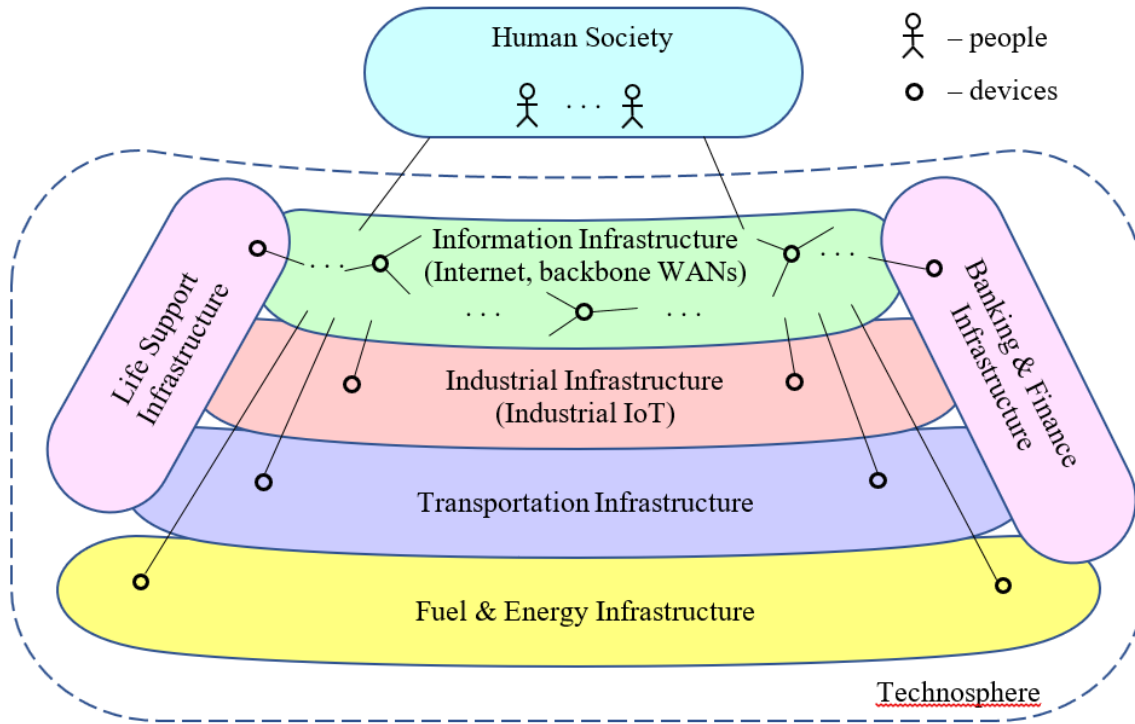 Human Society
. . .
– people
– devices
Life Support
Infrastructure
Information Infrastructure
(Internet, backbone WANs)
. . .
. . .
. . .
. . .
Banking & Finance
Infrastructure
Industrial Infrastructure
(Industrial IoT)
Transportation Infrastructure
Fuel & Energy Infrastructure
Technosphere